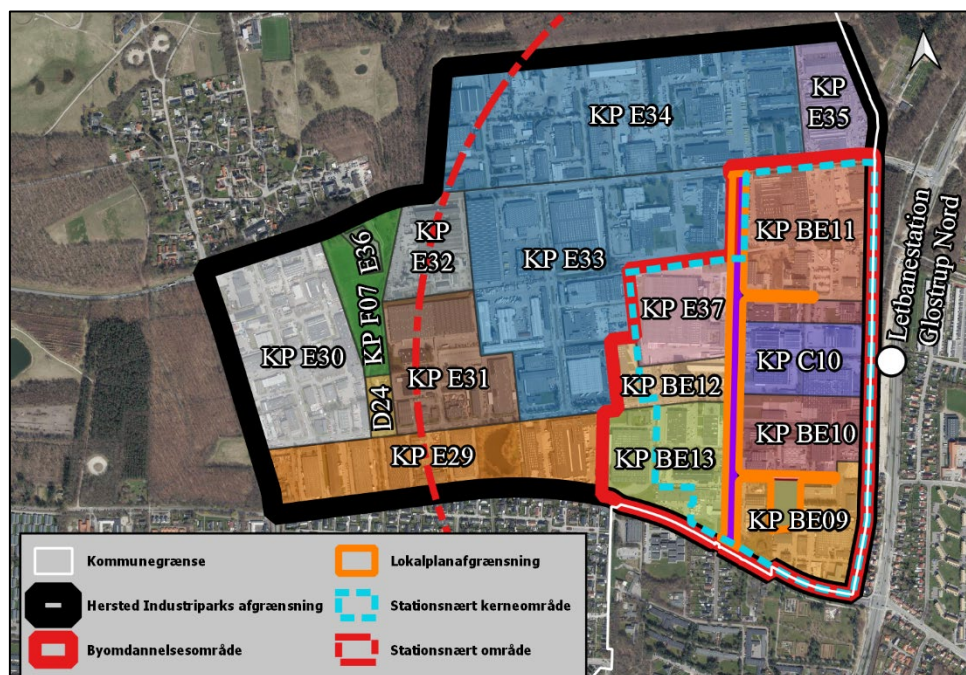 KP E34
KP
E35
KP BE11
KP
E32
E36
KP F07
KP E33
KP E37
KP E30
KP E31
D24
KP BE12
KP C10
KP E29
KP BE13
KP BE10
KP BE09
Letbanestation
Glostrup Nord
Kommunegrænse
Hersted Industriparks afgrænsning
Byomdannelsesområde
Lokalplanafgrænsning
Stationsnært kerneområde
Stationsnært område